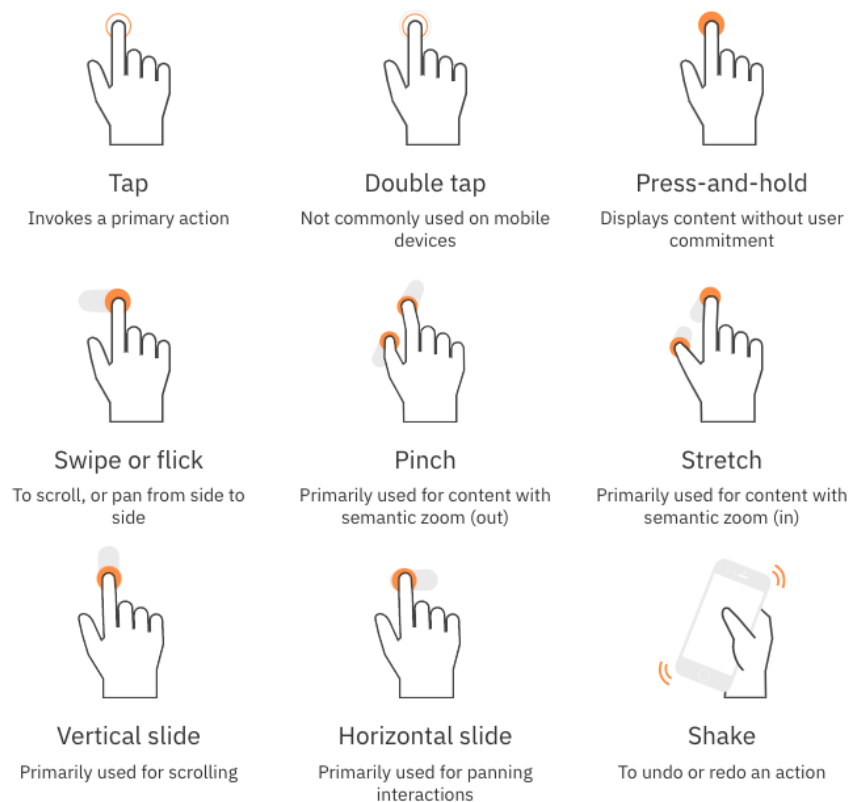 Tap
Invokes a primary action
Double tap
Not commonly used on mobile
devices
Press-and-hold
Displays content without user
commitment
Swipe or flick
To scroll, or pan from side to
side
Pinch
Primarily used for content with
semantic zoom (out)
Stretch
Primarily used for content with
semantic zoom (in)
Vertical slide
Primarily used for scrolling
Horizontal slide
Primarily used for panning
interactions
Shake
To undo or redo an action